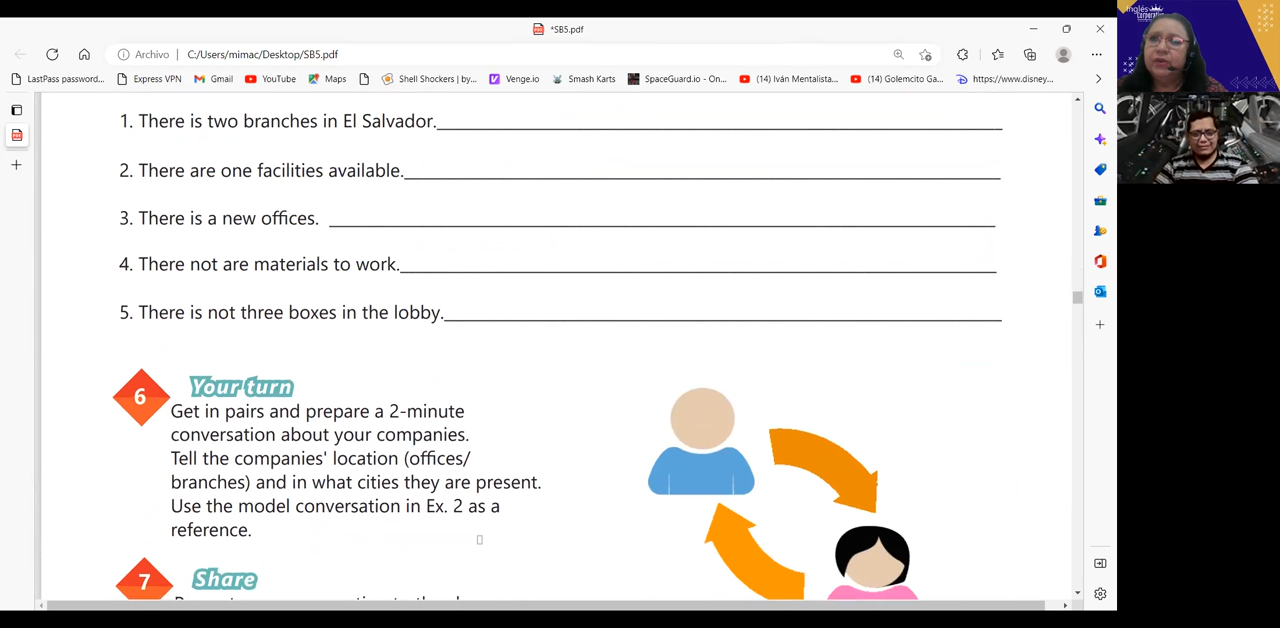 *SB5.pdf
Archivo
C:/Users/mimac/Desktop/SB5.pdf
LastPass password...
Express VPN
Gmail
YouTube
Maps
Shell Shockers | by...
Venge.io
Smash Karts
SpaceGuard.io - On...
(14) Iván Mentalista...
(14) Golemcito Ga...
https://www.disney...
Inglés
Corporativo
1. There is two branches in El Salvador.
2. There are one facilities available.
3. There is a new offices.
4. There not are materials to work.
5. There is not three boxes in the lobby.
6
Your turn
Get in pairs and prepare a 2-minute
conversation about your companies.
Tell the companies' location (offices/
branches) and in what cities they are present.
Use the model conversation in Ex. 2 as a
reference.
7
Share